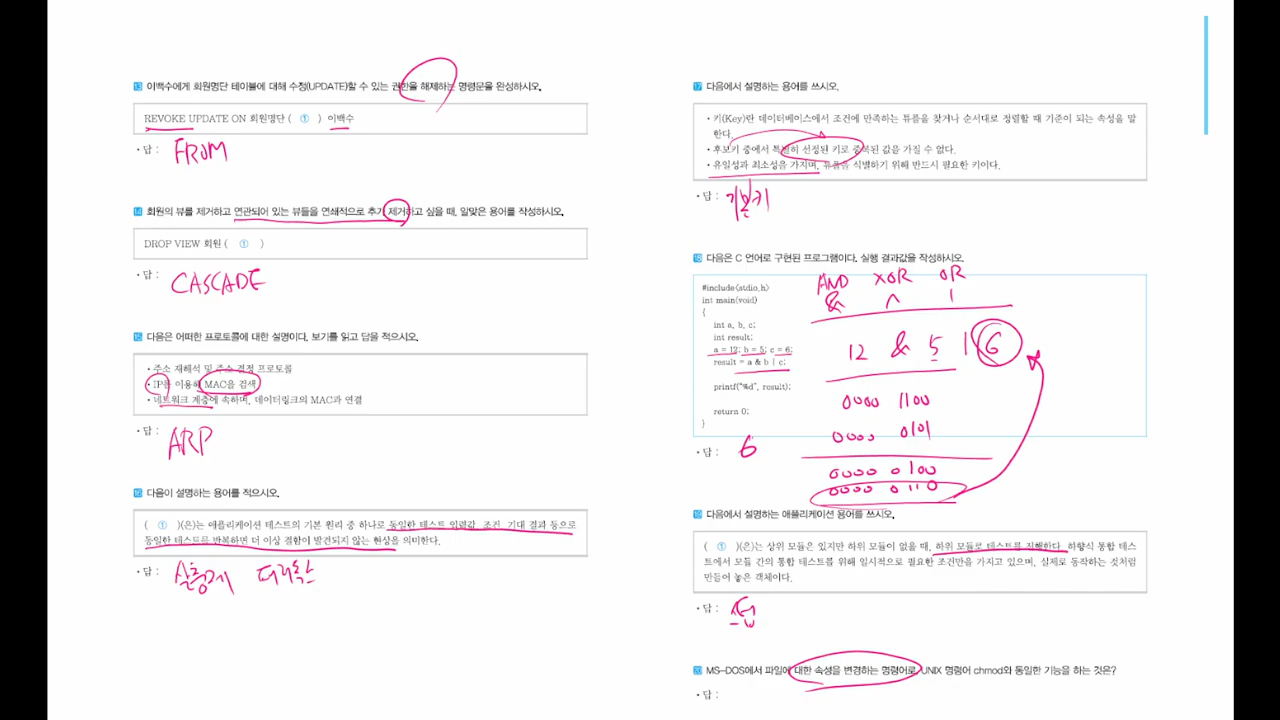 13 이백수에게 회원명단 테이블에 대해 수정(UPDATE)할 수 있는 권한을 해제하는 명령문을 완성하시오.
REVOKE UPDATE ON 회원명단 ( ① ) 이백수
• 답 : FROM
14 회원의 뷰를 제거하고 연관되어 있는 뷰들을 연쇄적으로 추가 제거하고 싶을 때, 알맞은 용어를 작성하시오.
DROP VIEW 회원 ( ① )
• 답 : CASCADE
15 다음은 어떠한 프로토콜에 대한 설명이다. 보기를 읽고 답을 적으시오.
• 주소 재해석 및 주소 결정 프로토콜
• IP를 이용해 MAC을 검색
• 네트워크 계층에 속하며, 데이터링크의 MAC과 연결
• 답 : ARP
16 다음이 설명하는 용어를 적으시오.
( ① )(은)는 애플리케이션 테스트의 기본 원리 중 하나로 동일한 테스트 입력값, 조건, 기대 결과 등으로
동일한 테스트를 반복하면 더 이상 결함이 발견되지 않는 현상을 의미한다.
• 답 : 살충제
17 다음에서 설명하는 용어를 쓰시오.
• 키(Key)란 데이터베이스에서 조건에 만족하는 튜플을 찾거나 순서대로 정렬할 때 기준이 되는 속성을 말
한다.
• 후보키 중에서 특별히 선정된 키로 중복된 값을 가질 수 없다.
• 유일성과 최소성을 가지며, 튜플을 식별하기 위해 반드시 필요한 키이다.
• 답 : 기본키
18 다음은 C 언어로 구현된 프로그램이다. 실행 결과값을 작성하시오.
AND XOR OR
& ^ |
#include<stdio.h>
int main(void)
{
int a, b, c;
int result;
a = 12; b = 5; c = 6;
result = a & b | c;
printf("%d", result);
return 0;
}
12 & 5 | 6
0000 1100
0000 0101
0000 0100
0000 0110
• 답 : 6
19 다음에서 설명하는 애플리케이션 용어를 쓰시오.
( ① )(은)는 상위 모듈은 있지만 하위 모듈이 없을 때, 하위 모듈로 테스트를 진행한다. 하향식 통합 테스
트에서 모듈 간의 통합 테스트를 위해 일시적으로 필요한 조건만을 가지고 있으며, 실제로 동작하는 것처럼
만들어 놓은 객체이다.
• 답 : 스텁
20 MS-DOS에서 파일에 대한 속성을 변경하는 명령어로, UNIX 명령어 chmod와 동일한 기능을 하는 것은?
• 답 :